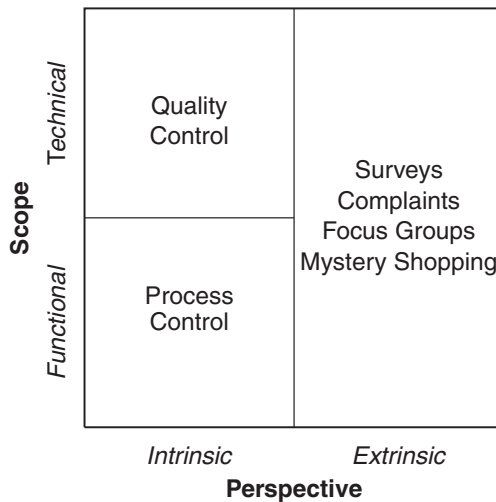 Scope
Technical
Functional
Quality
Control
Process
Control
Surveys
Complaints
Focus Groups
Mystery Shopping
Intrinsic
Extrinsic
Perspective